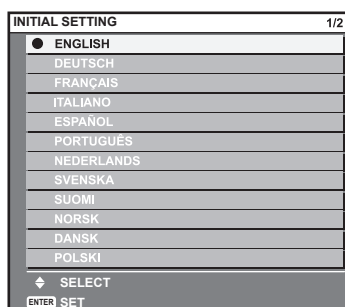 INITIAL SETTING 1/2
ENGLISH
DEUTSCH
FRANÇAIS
ITALIANO
ESPAÑOL
PORTUGUÊS
NEDERLANDS
SVENSKA
SUOMI
NORSK
DANSK
POLSKI
SELECT
ENTER SET